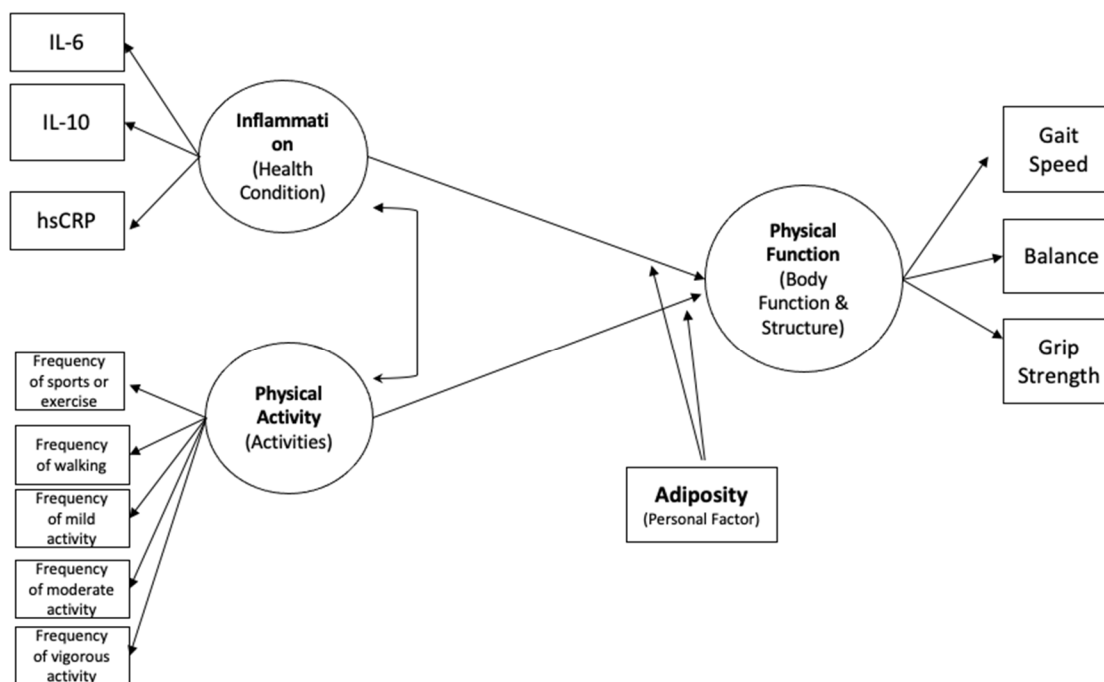 IL-6
IL-10
hsCRP
Inflammati
on
(Health
Condition)
Physical
Function
(Body
Function &
Structure)
Gait
Speed
Balance
Grip
Strength
Frequency
of sports or
exercise
Frequency
of walking
Frequency
of mild
activity
Frequency
of moderate
activity
Frequency
of vigorous
activity
Physical
Activity
(Activities)
Adiposity
(Personal Factor)